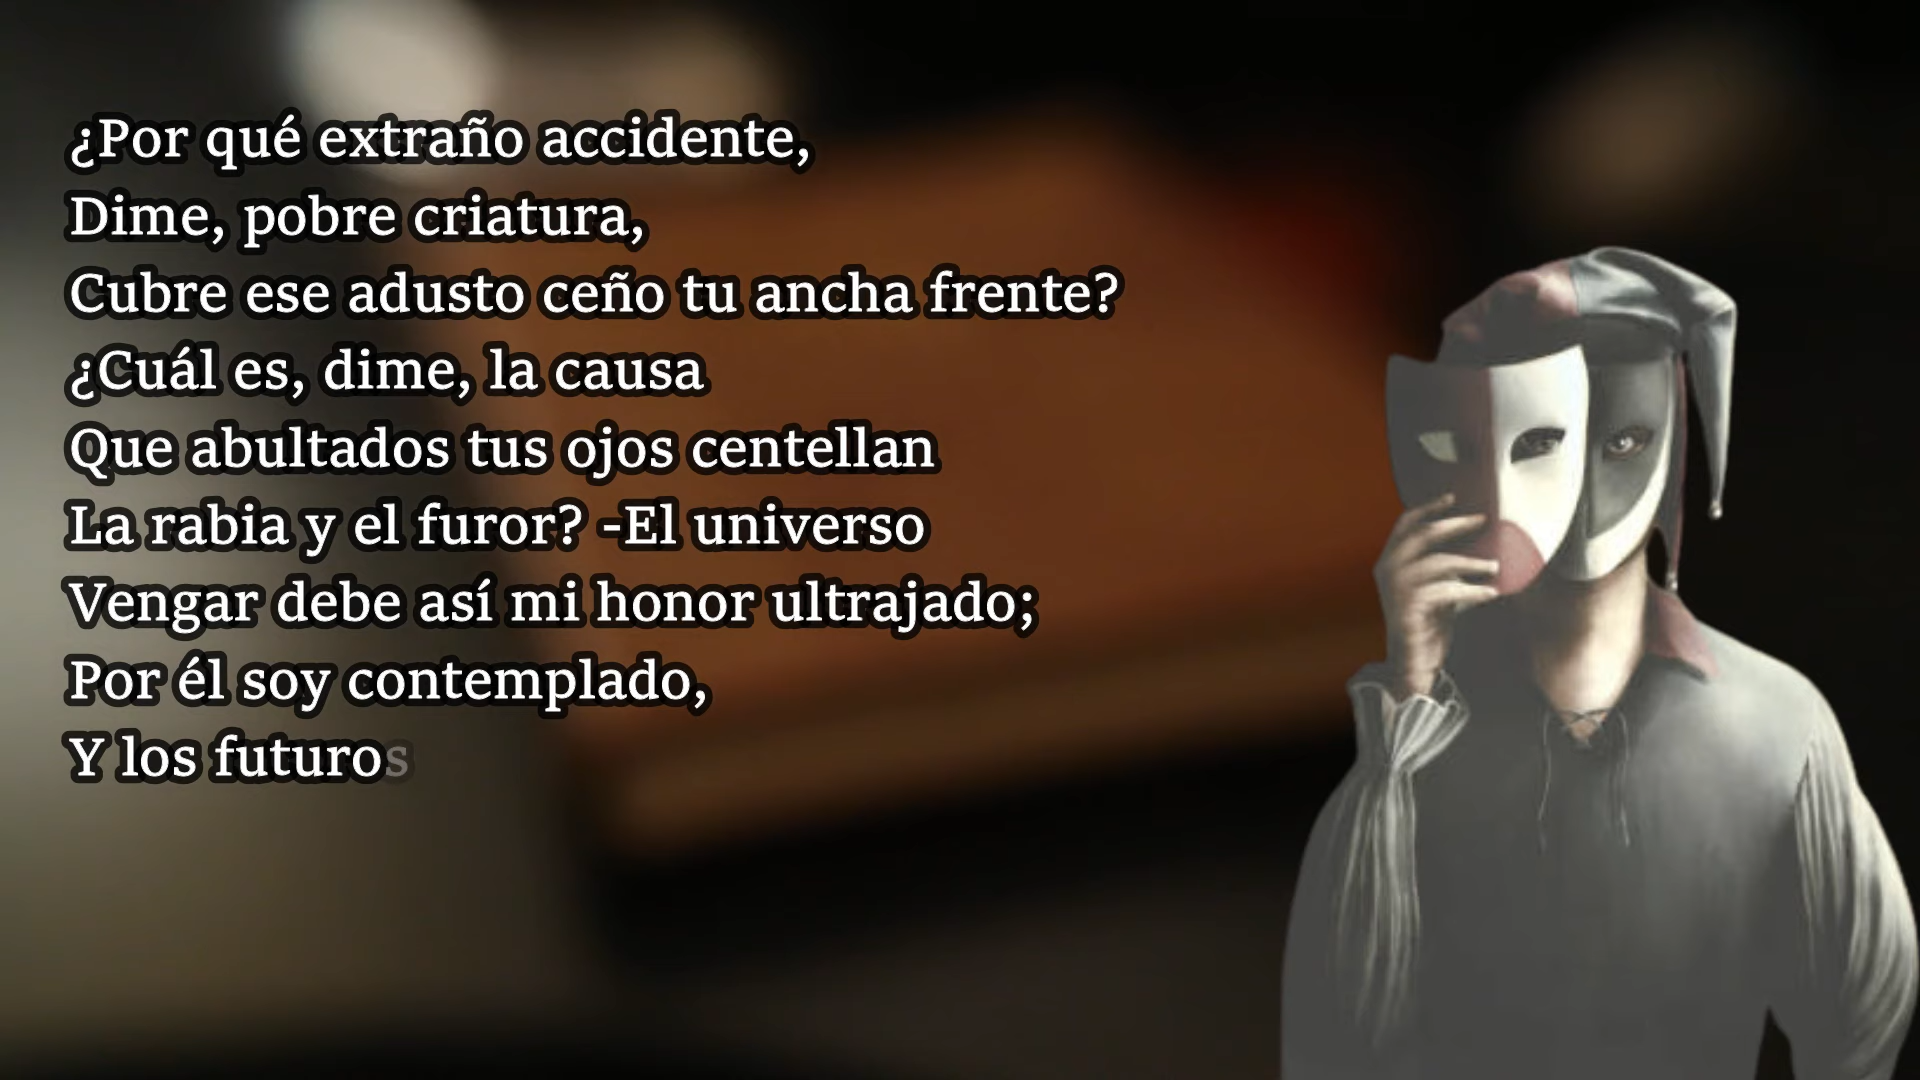 ¿Por qué extraño accidente,
Dime, pobre criatura,
Cubre ese adusto ceño tu ancha frente?
¿Cuál es, dime, la causa
Que abultados tus ojos centellan
La rabia y el furor? -El universo
Vengar debe así mi honor ultrajado;
Por él soy contemplado,
Y los futuros